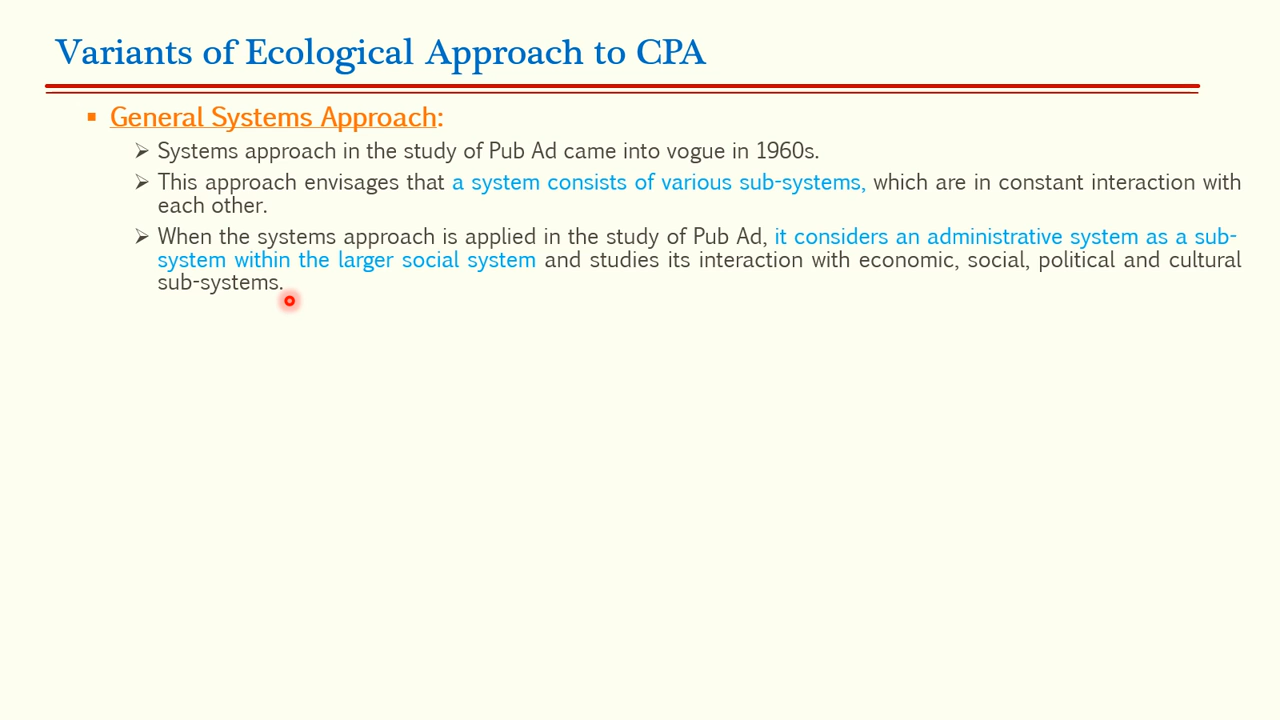 Variants of Ecological Approach to CPA
General Systems Approach:
Systems approach in the study of Pub Ad came into vogue in 1960s.
This approach envisages that a system consists of various sub-systems, which are in constant interaction with
each other.
When the systems approach is applied in the study of Pub Ad, it considers an administrative system as a sub-
system within the larger social system and studies its interaction with economic, social, political and cultural
sub-systems.